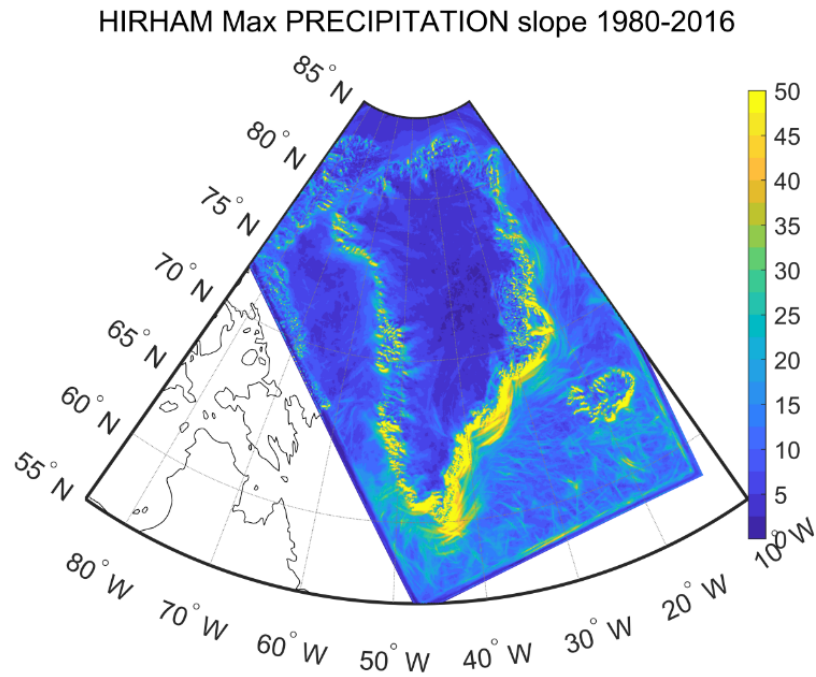 HIRHAM Max PRECIPITATION slope 1980-2016
85° N
80° N
75° N
70° N
65° N
60° N
55° N
80° W
70° W
60° W
50° W
40° W
30° W
20° W
10° W
50
45
40
35
30
25
20
15
10
5
0